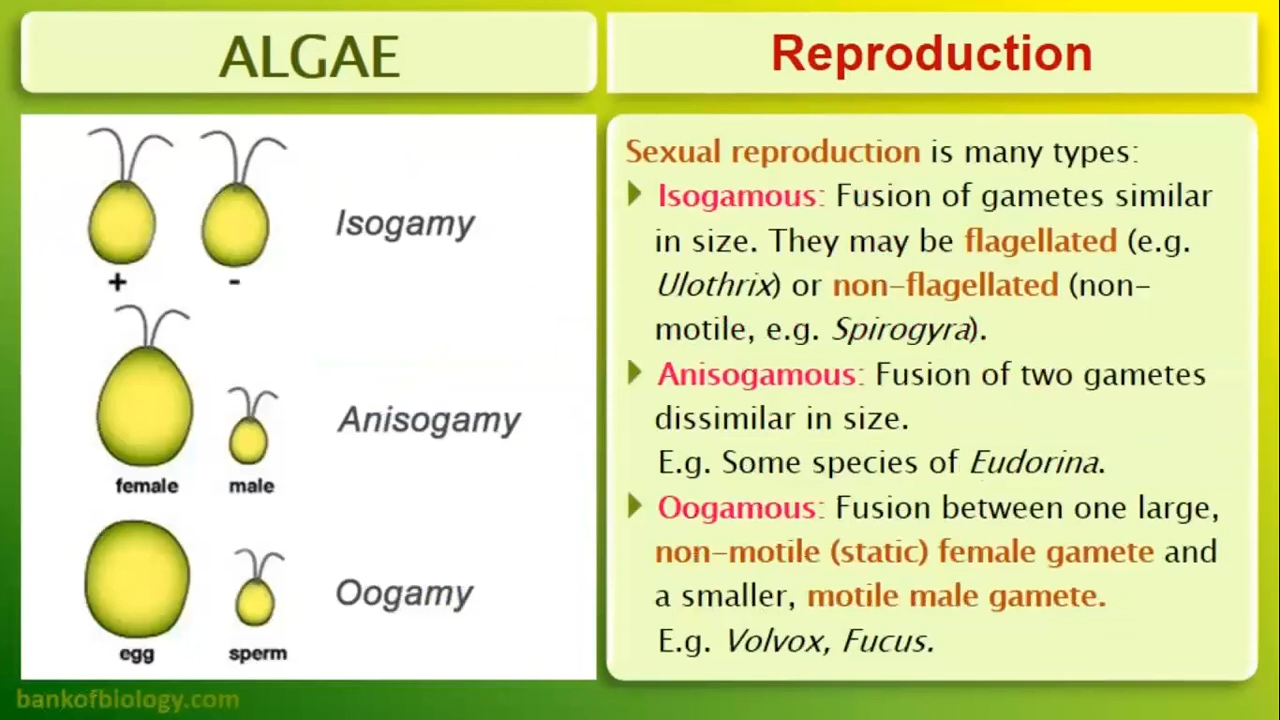 ALGAE
Reproduction
Isogamy
+ -
Anisogamy
female male
Oogamy
egg sperm
Sexual reproduction is many types:
Isogamous: Fusion of gametes similar
in size. They may be flagellated (e.g.
Ulothrix) or non-flagellated (non-
motile, e.g. Spirogyra).
Anisogamous: Fusion of two gametes
dissimilar in size.
E.g. Some species of Eudorina.
Oogamous: Fusion between one large,
non-motile (static) female gamete and
a smaller, motile male gamete.
E.g. Volvox, Fucus.
bankofbiology.com